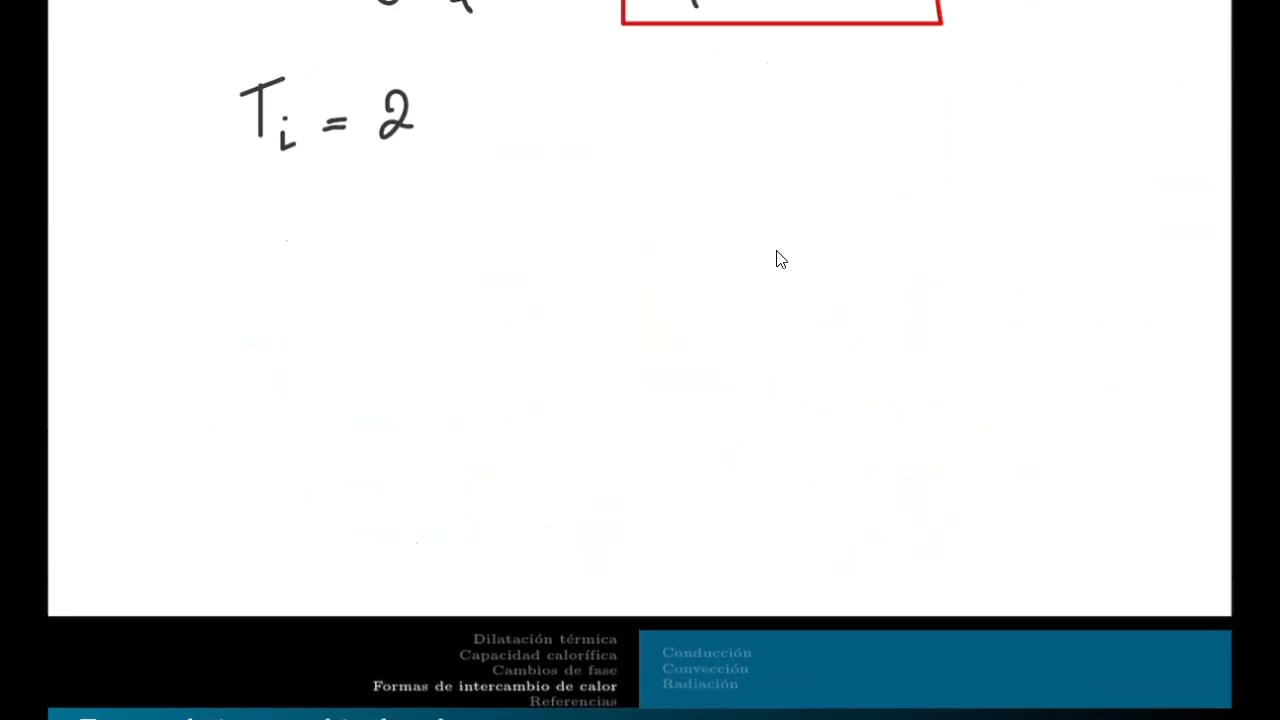 Ti = 2
Dilatación térmica
Capacidad calorífica
Cambios de fase
Formas de intercambio de calor
Referencias
Conducción
Convección
Radiación